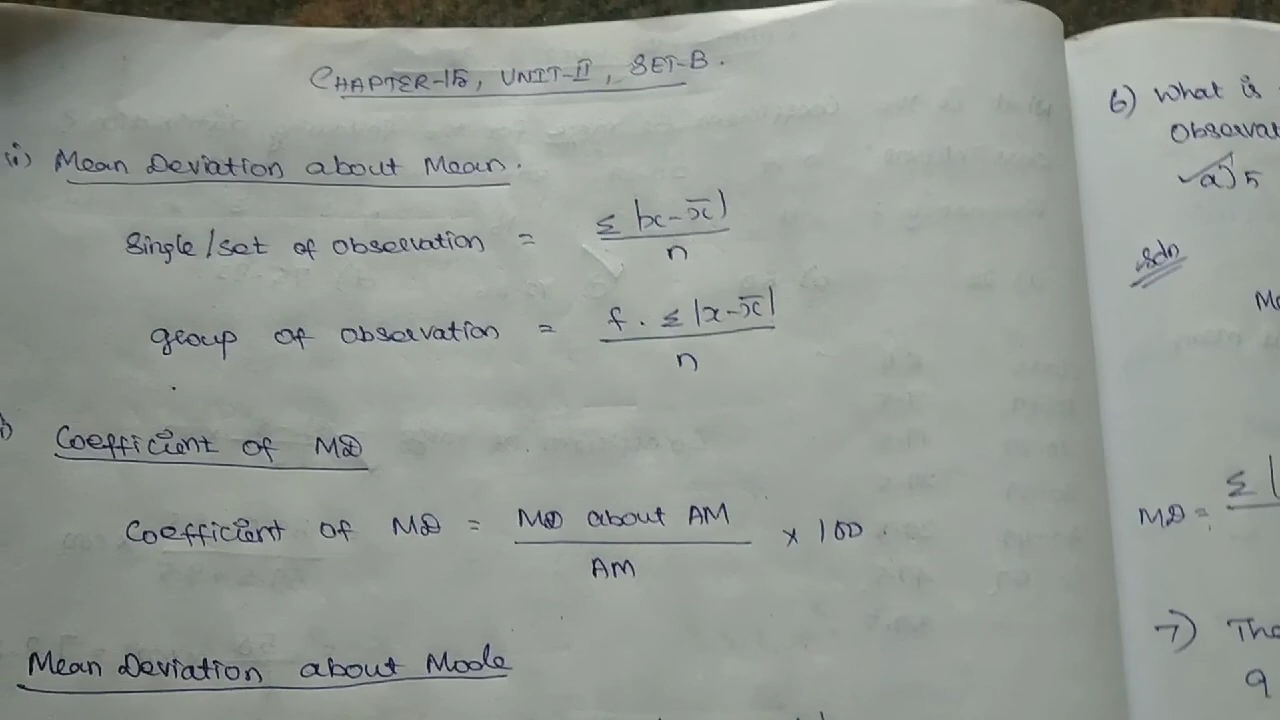 CHAPTER-15, UNIT-II, SET-B.
(i) Mean Deviation about Mean.
Single/set of observation = Σ |x-x̄| / n
group of observation = f. Σ |x-x̄| / n
Coefficient of MD
Coefficient of MD = MD about AM / AM × 100
Mean Deviation about Mode
6) What is
Observat
a) 5
Soln
MD =
Σ |
7) The
9